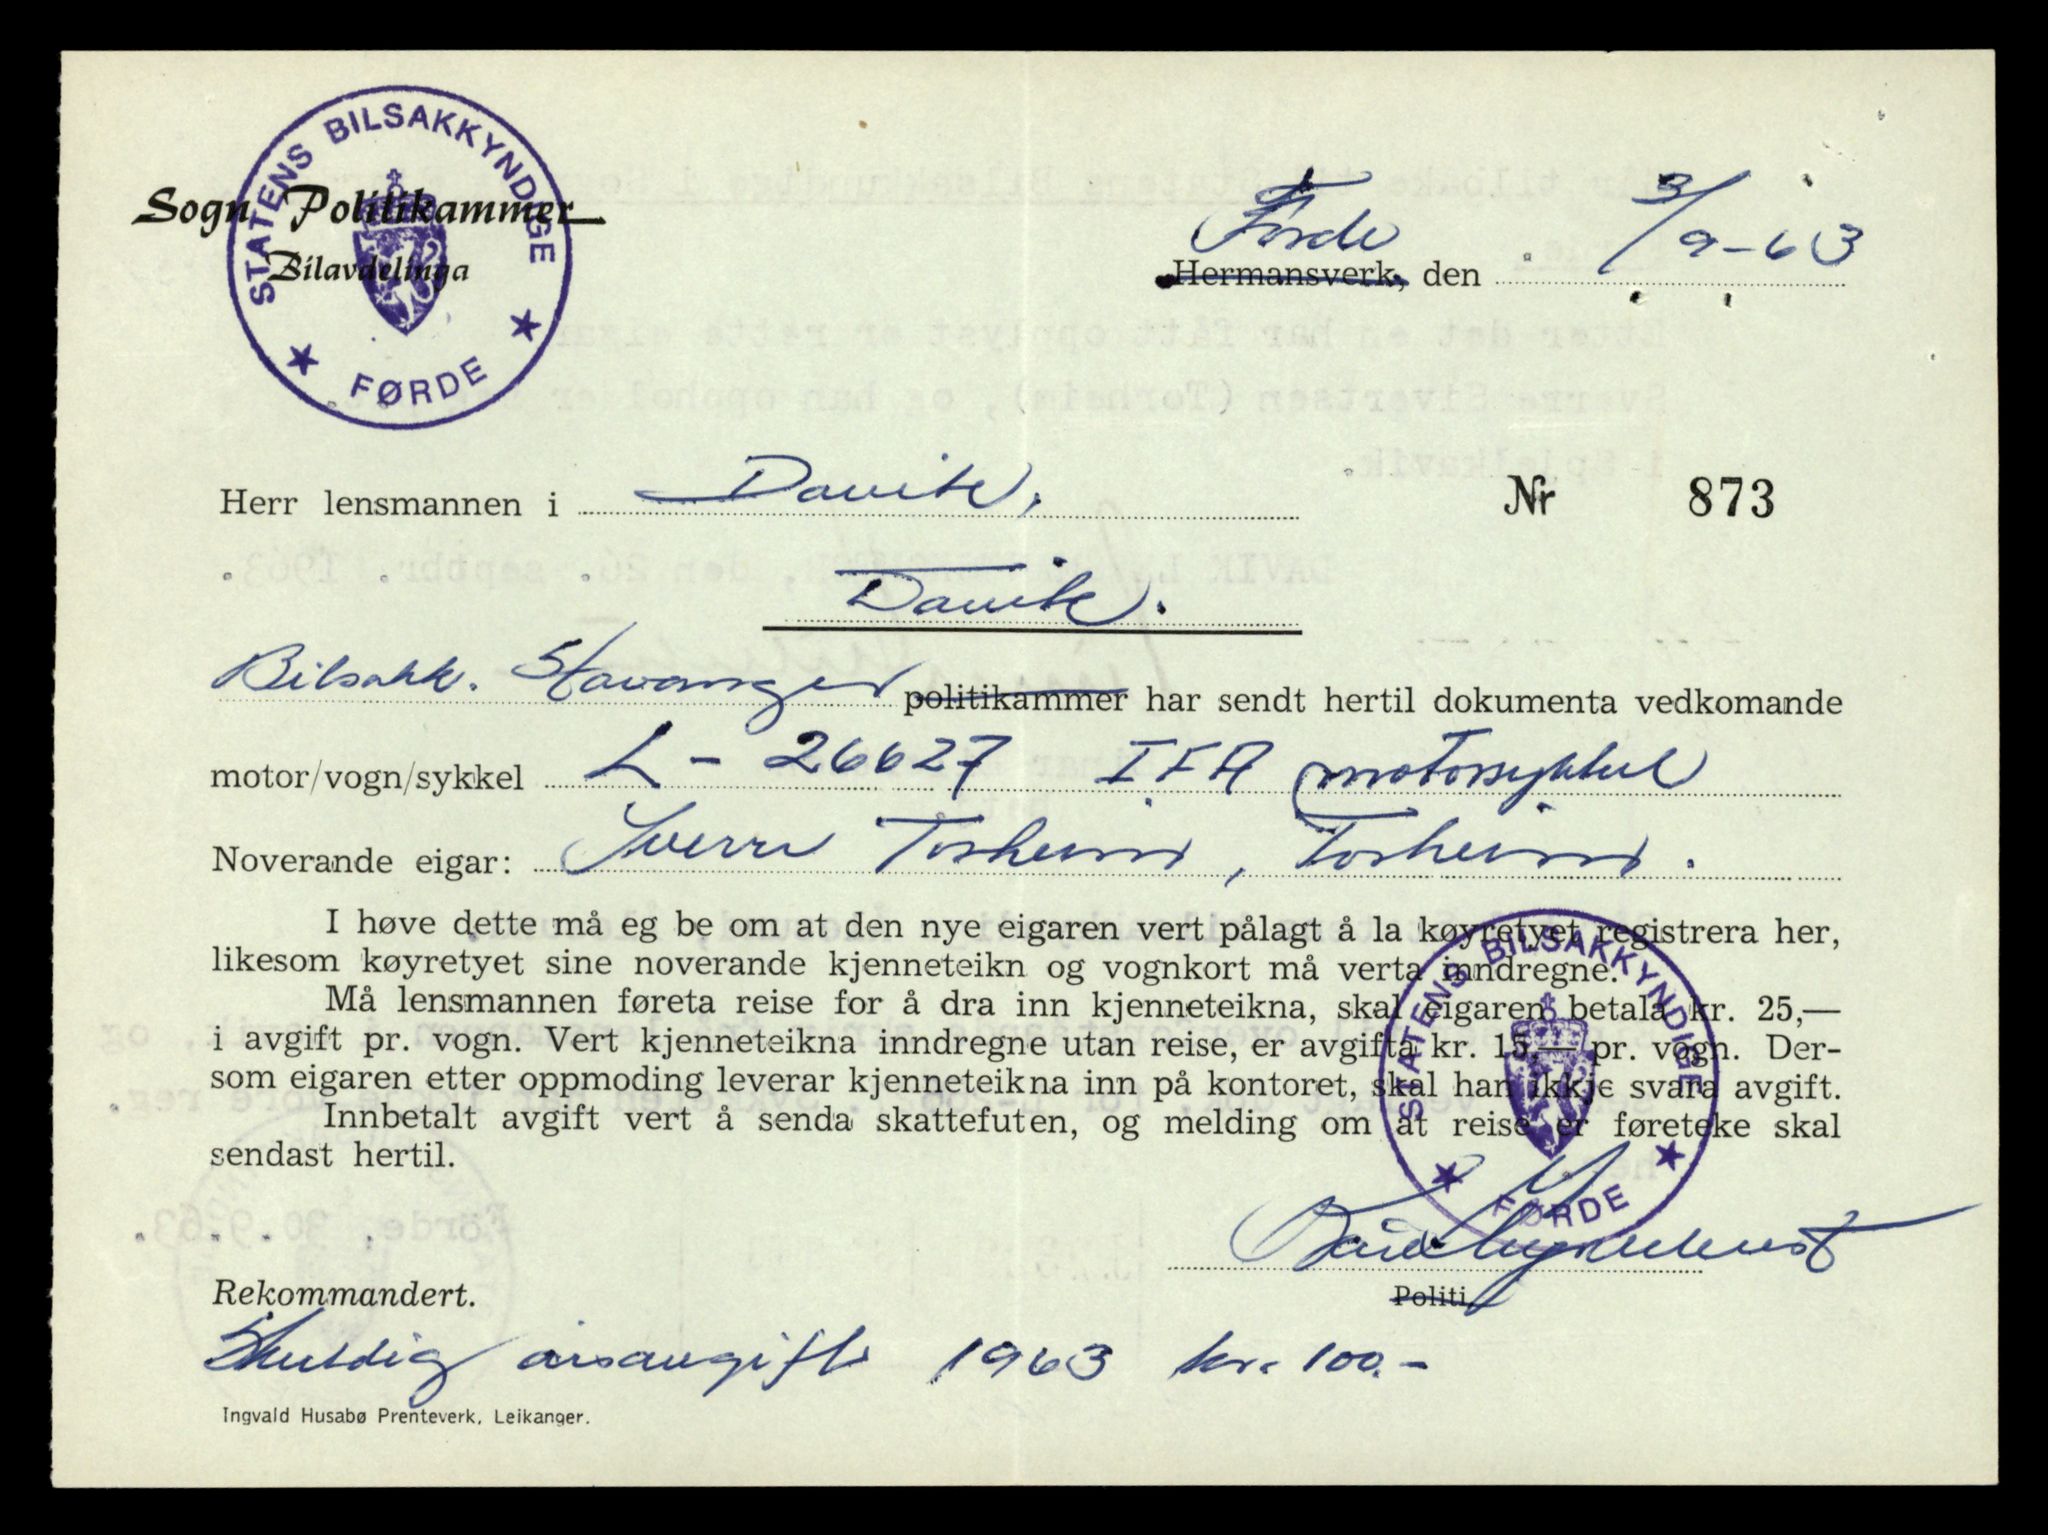 STATENS BILSAKKYNDIGE
FØRDE
Sogn Politikammer
Bilavdelinga
Førde
Hermansverk, den 3/9-63
Herr lensmannen i Davik,
Nr 873
Davik.
Bilsakk. Stavanger politikammer har sendt hertil dokumenta vedkomande
motor/vogn/sykkel L-26627 IFA motorsykkel
Noverande eigar: Sverre Torheim, Torheim.
I høve dette må eg be om at den nye eigaren vert pålagt å la køyretyet registrera her,
likesom køyretyet sine noverande kjenneteikn og vognkort må verta inndregne.
Må lensmannen føreta reise for å dra inn kjenneteikna, skal eigaren betala kr. 25,—
i avgift pr. vogn. Vert kjenneteikna inndregne utan reise, er avgifta kr. 15,— pr. vogn. Der-
som eigaren etter oppmoding leverar kjenneteikna inn på kontoret, skal han ikkje svara avgift.
Innbetalt avgift vert å senda skattefuten, og melding om at reise er føreteke skal
sendast hertil.
STATENS BILSAKKYNDIGE
FØRDE
Rekommandert.
Politi.
Skuldig årsavgift 1963 kr. 100.-
Ingvald Husabø Prenteverk, Leikanger.